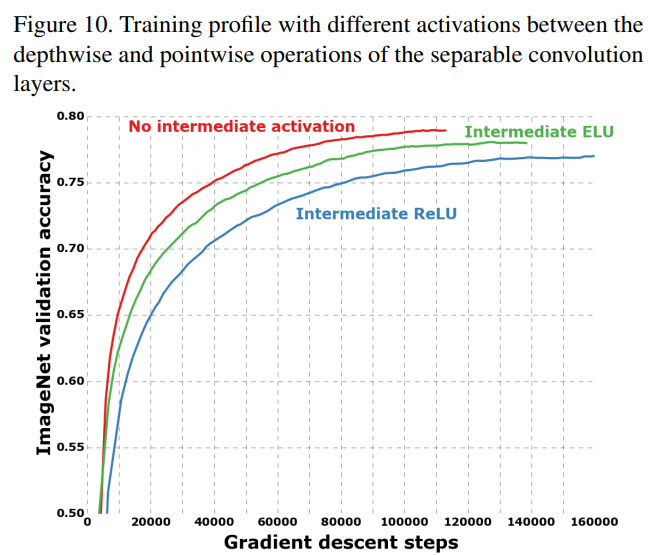 Figure 10. Training profile with different activations between the
depthwise and pointwise operations of the separable convolution
layers.
0.80
No intermediate activation
Intermediate ELU
0.75
Intermediate ReLU
0.70
0.65
0.60
0.55
0.50
ImageNet validation accuracy
0 20000 40000 60000 80000 100000 120000 140000 160000
Gradient descent steps